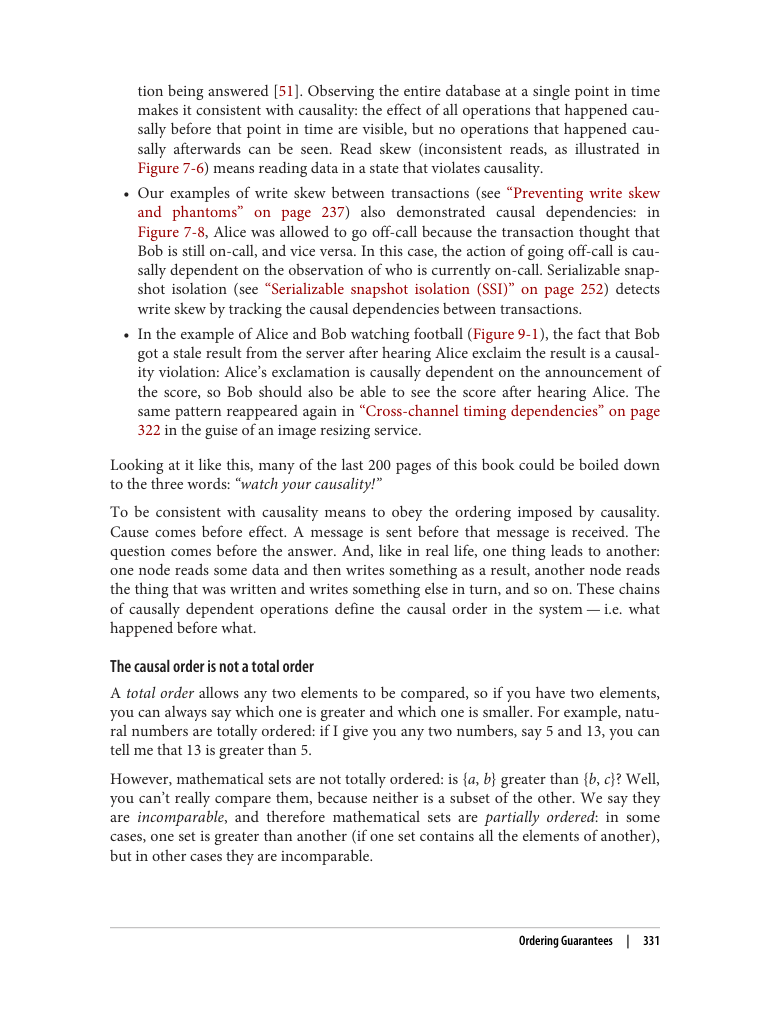 tion being answered [51]. Observing the entire database at a single point in time
makes it consistent with causality: the effect of all operations that happened cau-
sally before that point in time are visible, but no operations that happened cau-
sally afterwards can be seen. Read skew (inconsistent reads, as illustrated in
Figure 7-6) means reading data in a state that violates causality.
• Our examples of write skew between transactions (see “Preventing write skew
and phantoms” on page 237) also demonstrated causal dependencies: in
Figure 7-8, Alice was allowed to go off-call because the transaction thought that
Bob is still on-call, and vice versa. In this case, the action of going off-call is cau-
sally dependent on the observation of who is currently on-call. Serializable snap-
shot isolation (see “Serializable snapshot isolation (SSI)” on page 252) detects
write skew by tracking the causal dependencies between transactions.
• In the example of Alice and Bob watching football (Figure 9-1), the fact that Bob
got a stale result from the server after hearing Alice exclaim the result is a causal-
ity violation: Alice’s exclamation is causally dependent on the announcement of
the score, so Bob should also be able to see the score after hearing Alice. The
same pattern reappeared again in “Cross-channel timing dependencies” on page
322 in the guise of an image resizing service.
Looking at it like this, many of the last 200 pages of this book could be boiled down
to the three words: “watch your causality!”
To be consistent with causality means to obey the ordering imposed by causality.
Cause comes before effect. A message is sent before that message is received. The
question comes before the answer. And, like in real life, one thing leads to another:
one node reads some data and then writes something as a result, another node reads
the thing that was written and writes something else in turn, and so on. These chains
of causally dependent operations define the causal order in the system — i.e. what
happened before what.
The causal order is not a total order
A total order allows any two elements to be compared, so if you have two elements,
you can always say which one is greater and which one is smaller. For example, natu-
ral numbers are totally ordered: if I give you any two numbers, say 5 and 13, you can
tell me that 13 is greater than 5.
However, mathematical sets are not totally ordered: is {a, b} greater than {b, c}? Well,
you can’t really compare them, because neither is a subset of the other. We say they
are incomparable, and therefore mathematical sets are partially ordered: in some
cases, one set is greater than another (if one set contains all the elements of another),
but in other cases they are incomparable.
Ordering Guarantees | 331